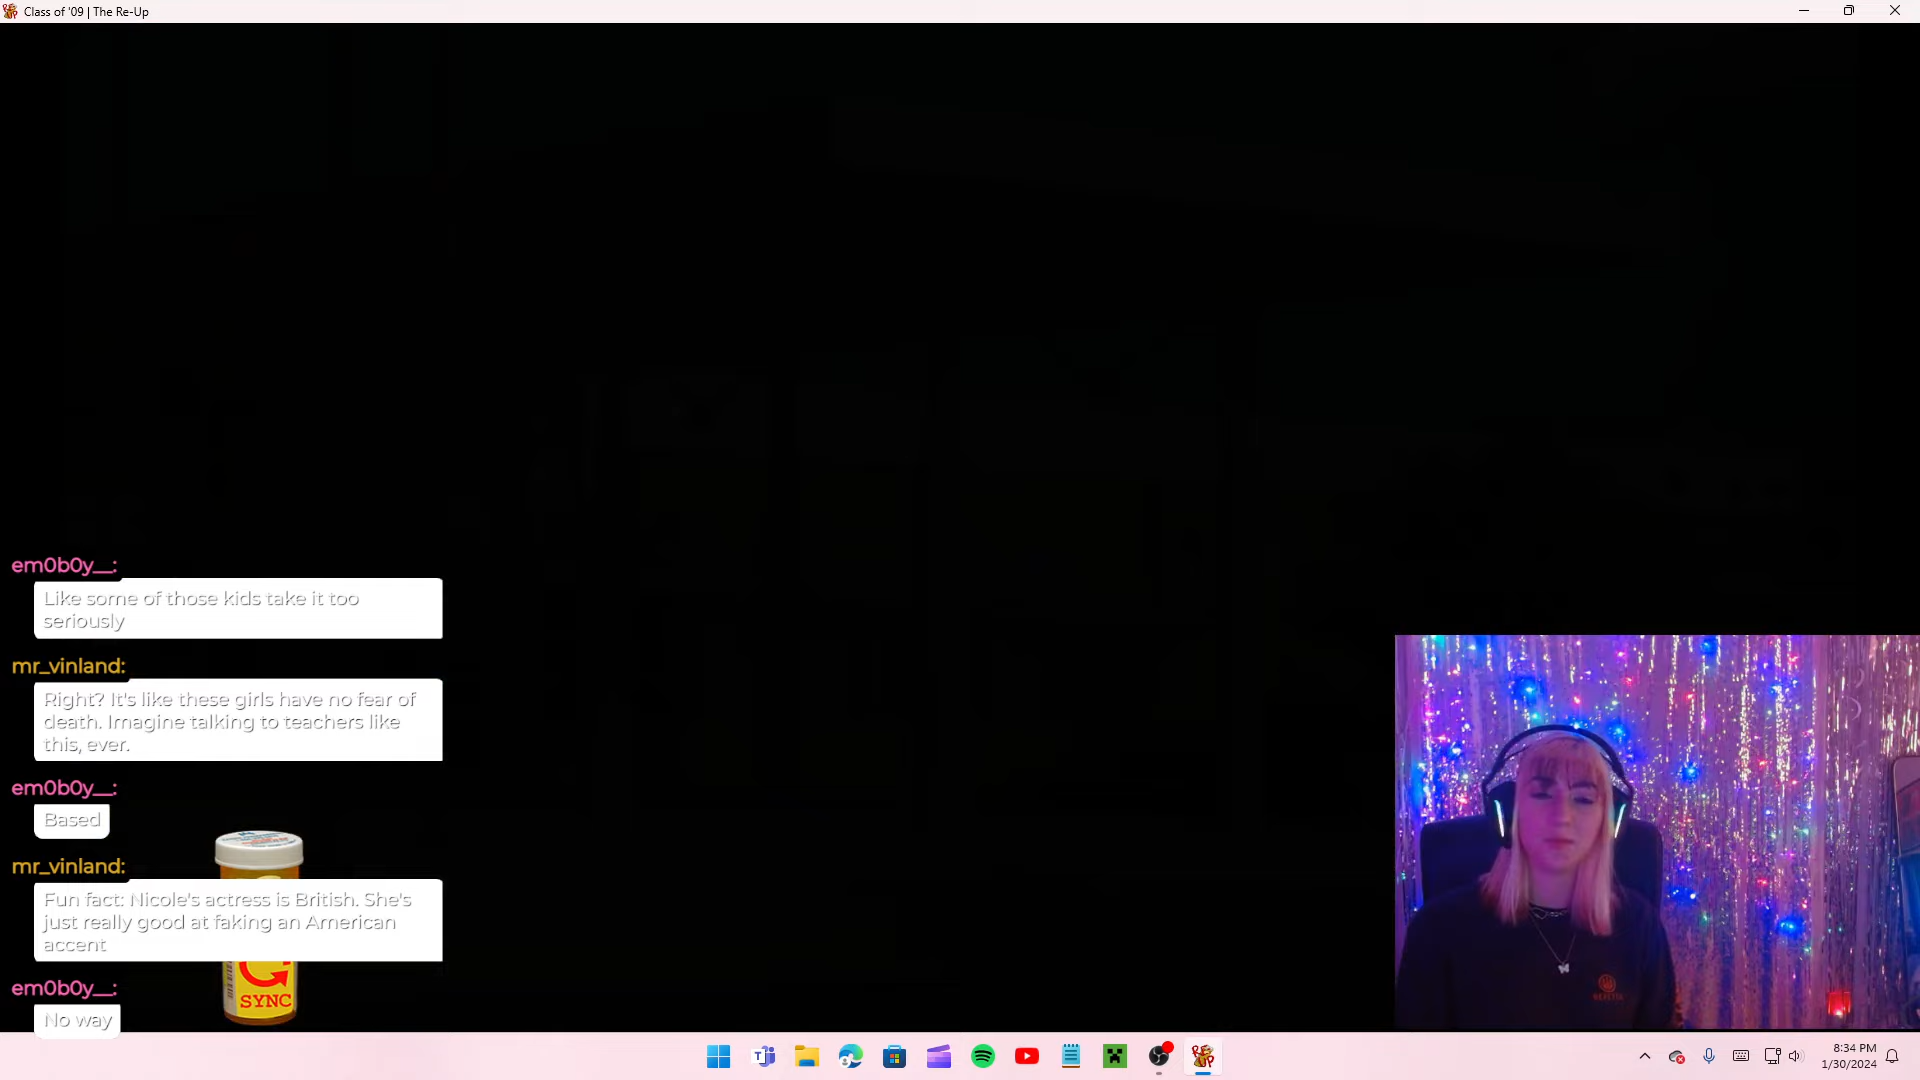 Class of '09 | The Re-Up
em0b0y__:
Like some of those kids take it too
seriously
mr_vinland:
Right? It's like these girls have no fear of
death. Imagine talking to teachers like
this, ever.
em0b0y__:
Based
mr_vinland:
Fun fact: Nicole's actress is British. She's
just really good at faking an American
accent
SYNC
em0b0y__:
No way
8:34 PM
1/30/2024